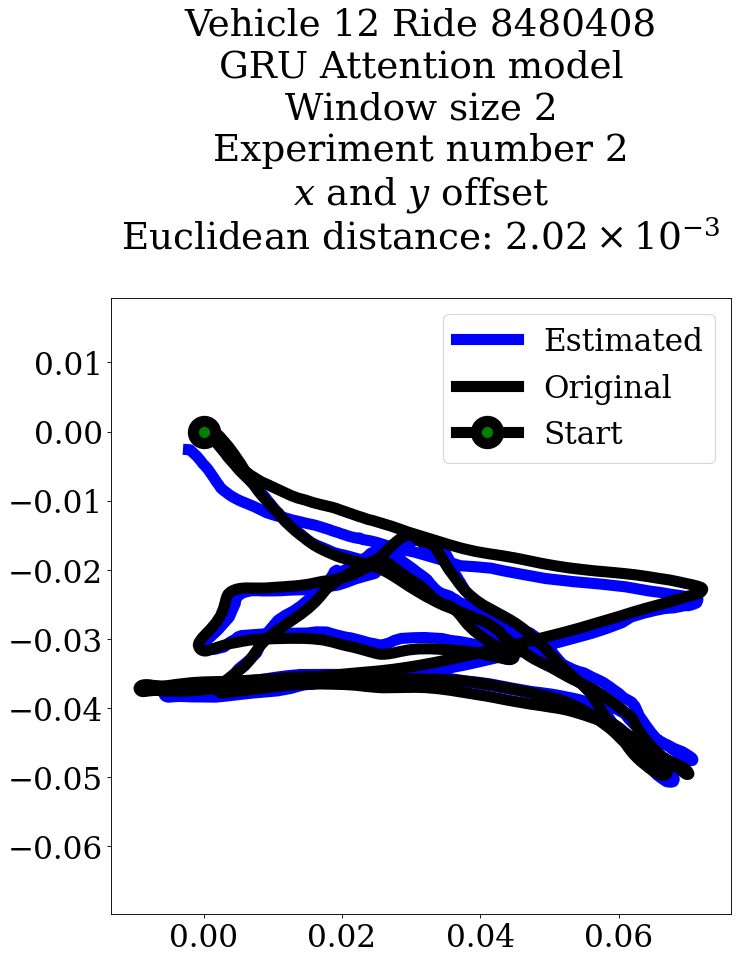 Vehicle 12 Ride 8480408
GRU Attention model
Window size 2
Experiment number 2
x and y offset
Euclidean distance: 2.02 × 10⁻³
Estimated
Original
Start
0.01
0.00
−0.01
−0.02
−0.03
−0.04
−0.05
−0.06
0.00 0.02 0.04 0.06